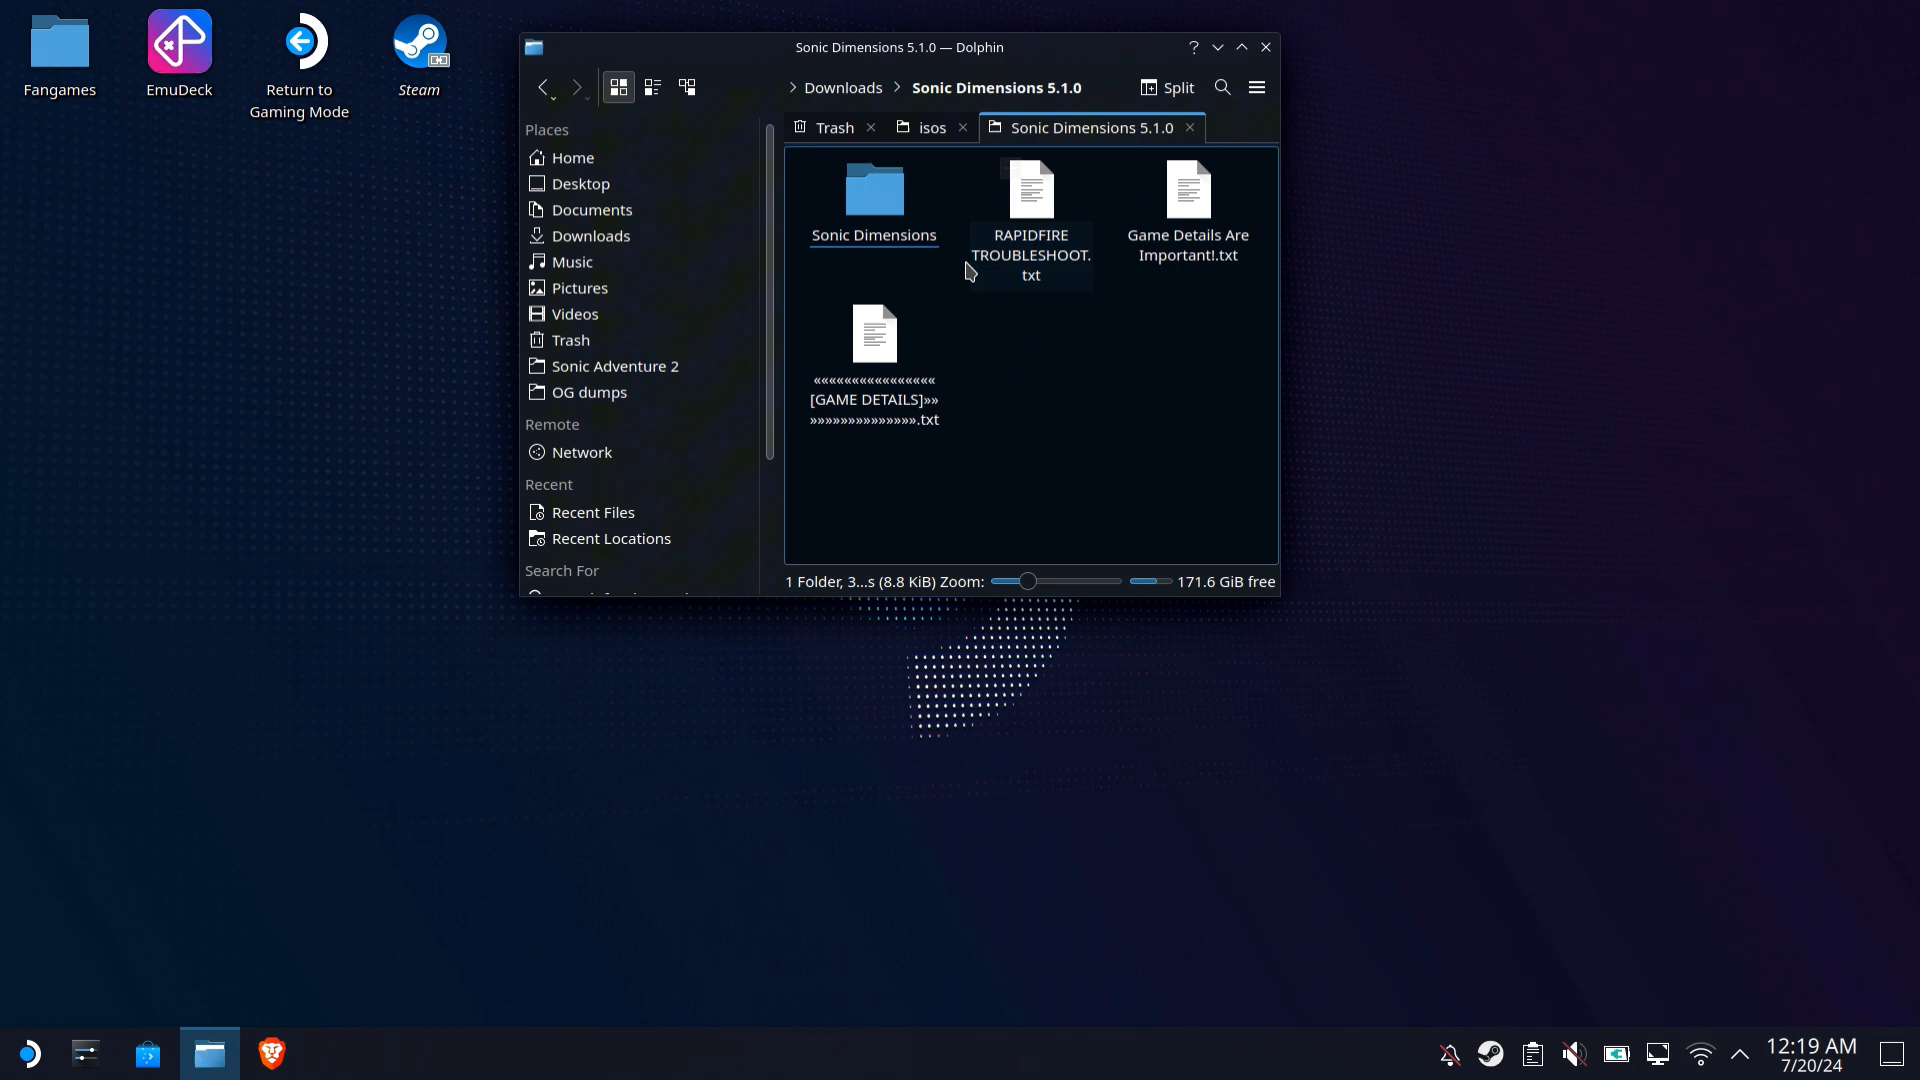 Fangames
EmuDeck
Return to
Gaming Mode
Steam
Sonic Dimensions 5.1.0 — Dolphin
Downloads
Sonic Dimensions 5.1.0
Split
Trash
isos
Sonic Dimensions 5.1.0
Places
Home
Desktop
Documents
Downloads
Music
Pictures
Videos
Trash
Sonic Adventure 2
OG dumps
Remote
Network
Recent
Recent Files
Recent Locations
Search For
Sonic Dimensions
RAPIDFIRE
TROUBLESHOOT.
txt
Game Details Are
Important!.txt
««««««««««««««««
[GAME DETAILS]»»
»»»»»»»»»»»»»».txt
1 Folder, 3...s (8.8 KiB) Zoom:
171.6 GiB free
12:19 AM
7/20/24